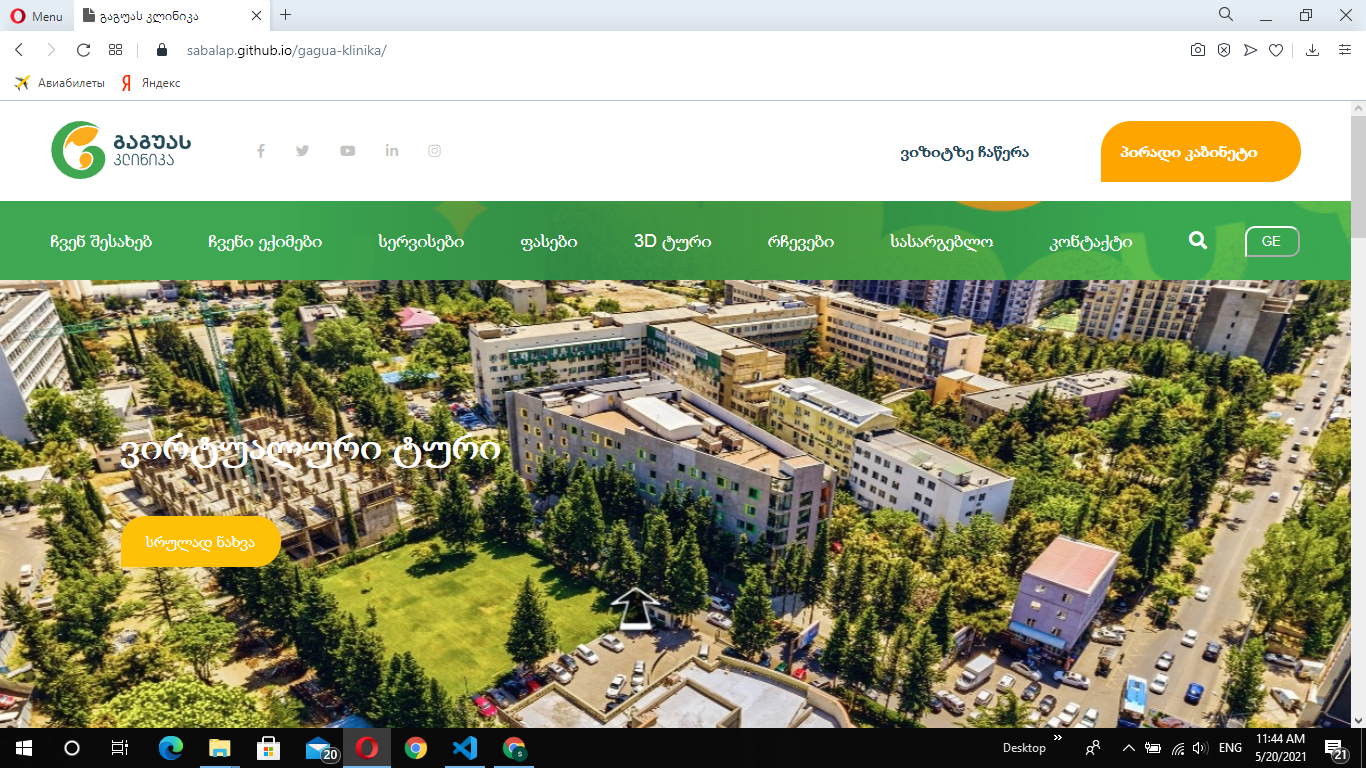 Menu
გაგუას კლინიკა
sabalap.github.io/gagua-klinika/
Авиабилеты
Яндекс
გაგუას
კლინიკა
ვიზიტზე ჩაწერა
პირადი კაბინეტი
ჩვენ შესახებ
ჩვენი ექიმები
სერვისები
ფასები
3D ტური
რჩევები
სასარგებლო
კონტაქტი
GE
ვირტუალური ტური
სრულად ნახვა
20
S
Desktop
ENG
11:44 AM
5/20/2021
21